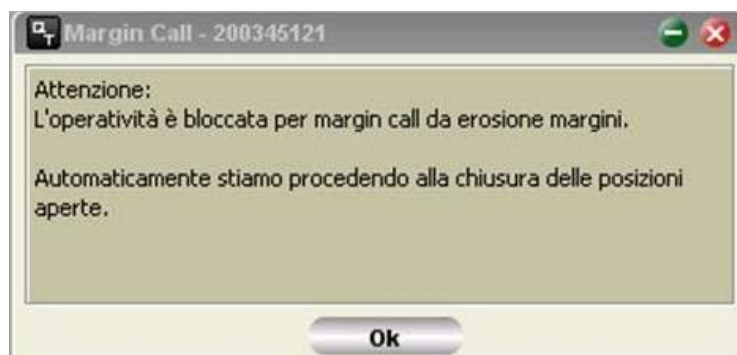 Margin Call - 200345121
Attenzione:
L'operatività è bloccata per margin call da erosione margini.
Automaticamente stiamo procedendo alla chiusura delle posizioni
aperte.
Ok